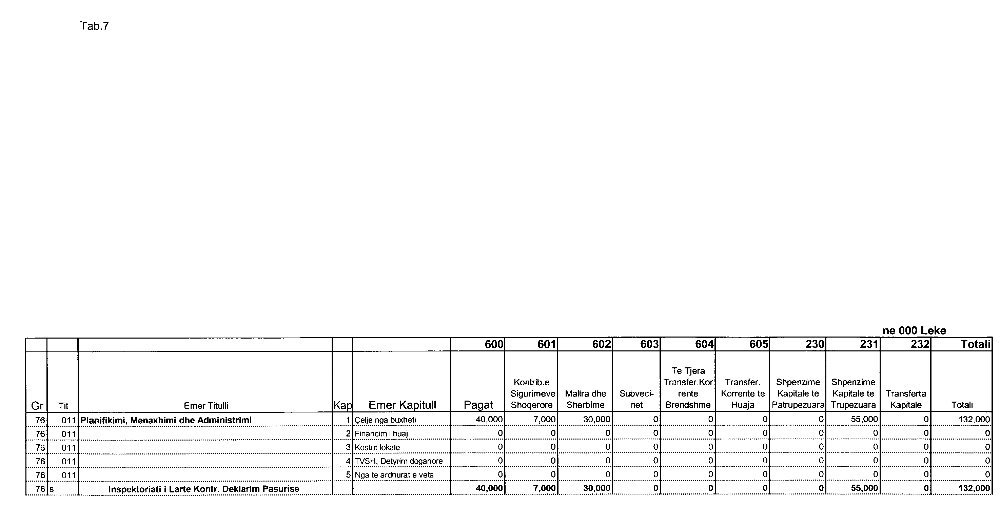 Tab.7
ne 000 Leke
600 601 602 603 604 605 230 231 232 Totali
Gr Tit Emer Titulli Kap Emer Kapitull Pagat Kontrib.e Sigurimeve Shoqerore Mallra dhe Sherbime Subveci-net Te Tjera Transfer.Kor rente Brendshme Transfer. Korrente te Huaja Shpenzime Kapitale te Patrupezuara Shpenzime Kapitale te Trupezuara Transferta Kapitale Totali
76 011 Planifikimi, Menaxhimi dhe Administrimi 1 Çelje nga buxheti 40,000 7,000 30,000 0 0 0 0 55,000 0 132,000
76 011 2 Financim i huaj 0 0 0 0 0 0 0 0 0 0
76 011 3 Kostot lokale 0 0 0 0 0 0 0 0 0 0
76 011 4 TVSH, Detyrim doganore 0 0 0 0 0 0 0 0 0 0
76 011 5 Nga te ardhurat e veta 0 0 0 0 0 0 0 0 0 0
76 s Inspektoriati i Larte Kontr. Deklarim Pasurise 40,000 7,000 30,000 0 0 0 0 55,000 0 132,000